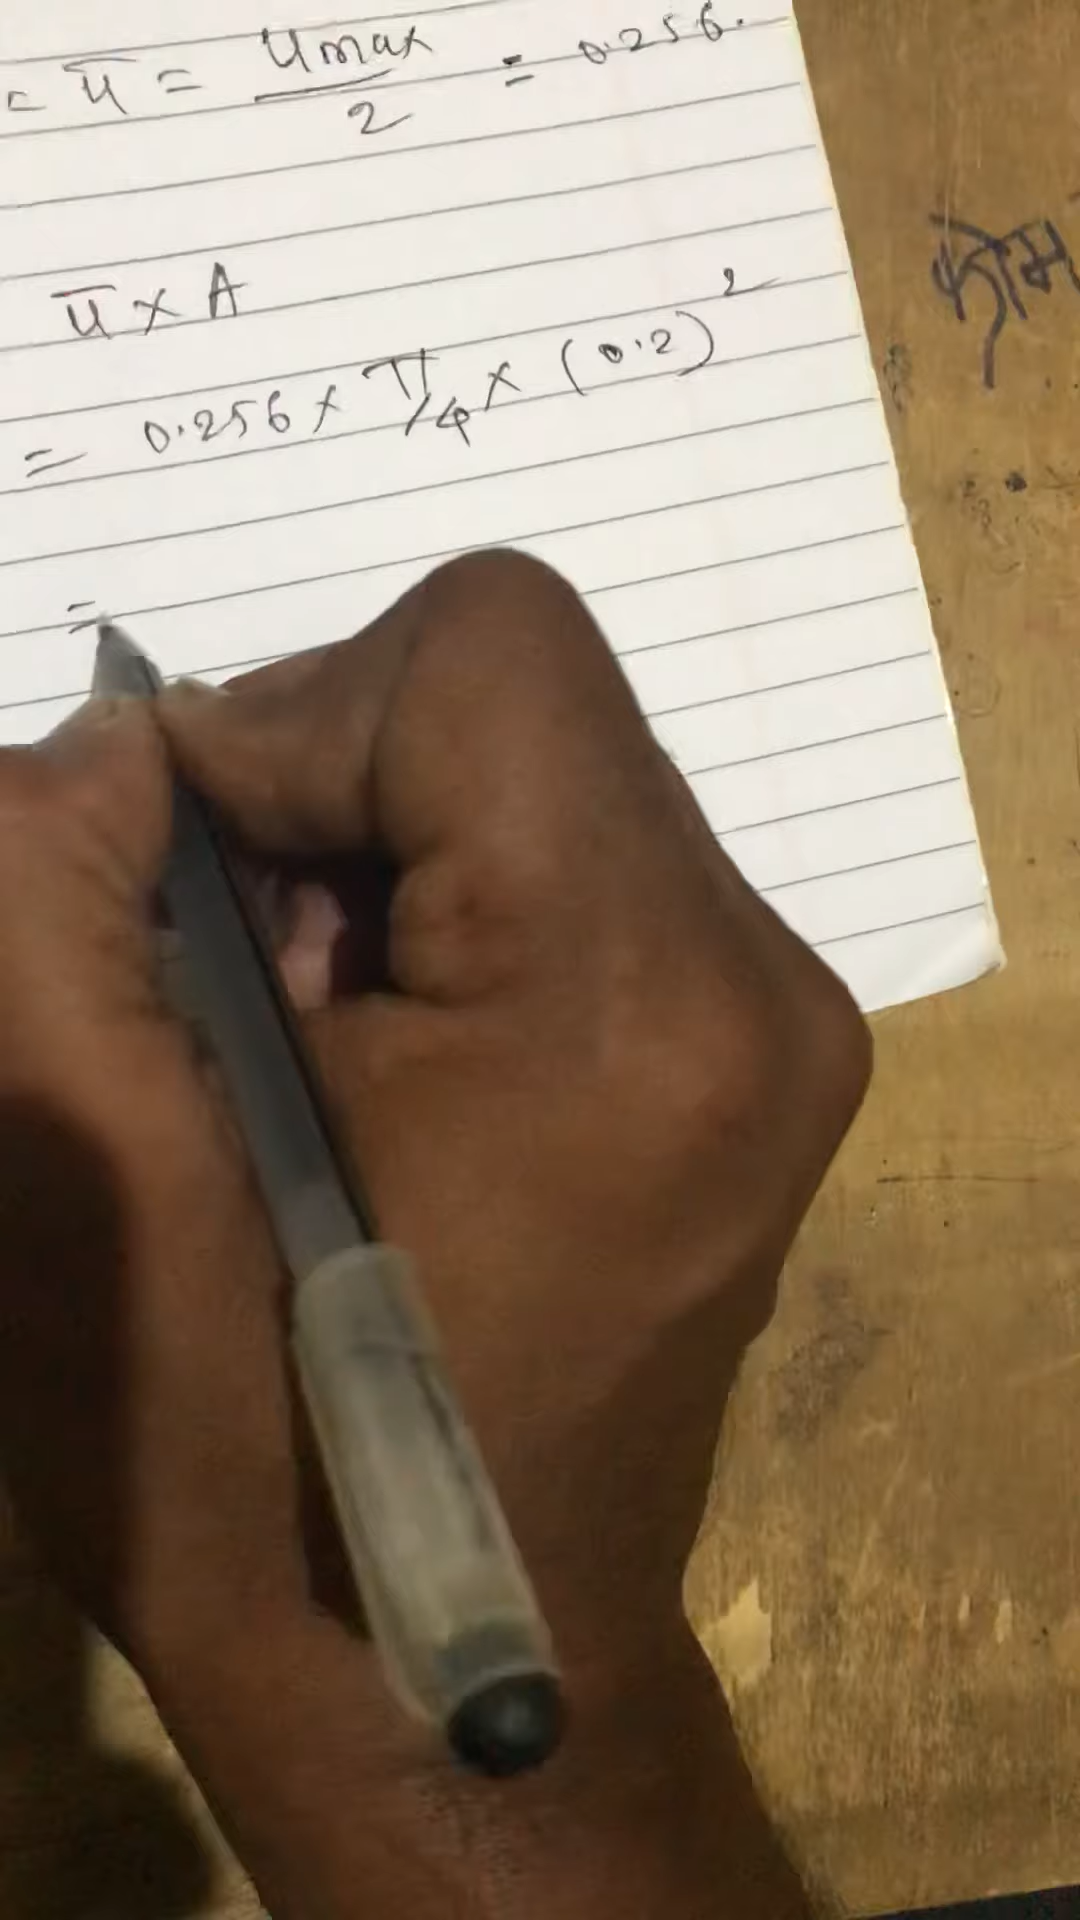 = ū = umax/2 = 0.256.
ū × A
= 0.256 × π/4 × (0.2)²
=